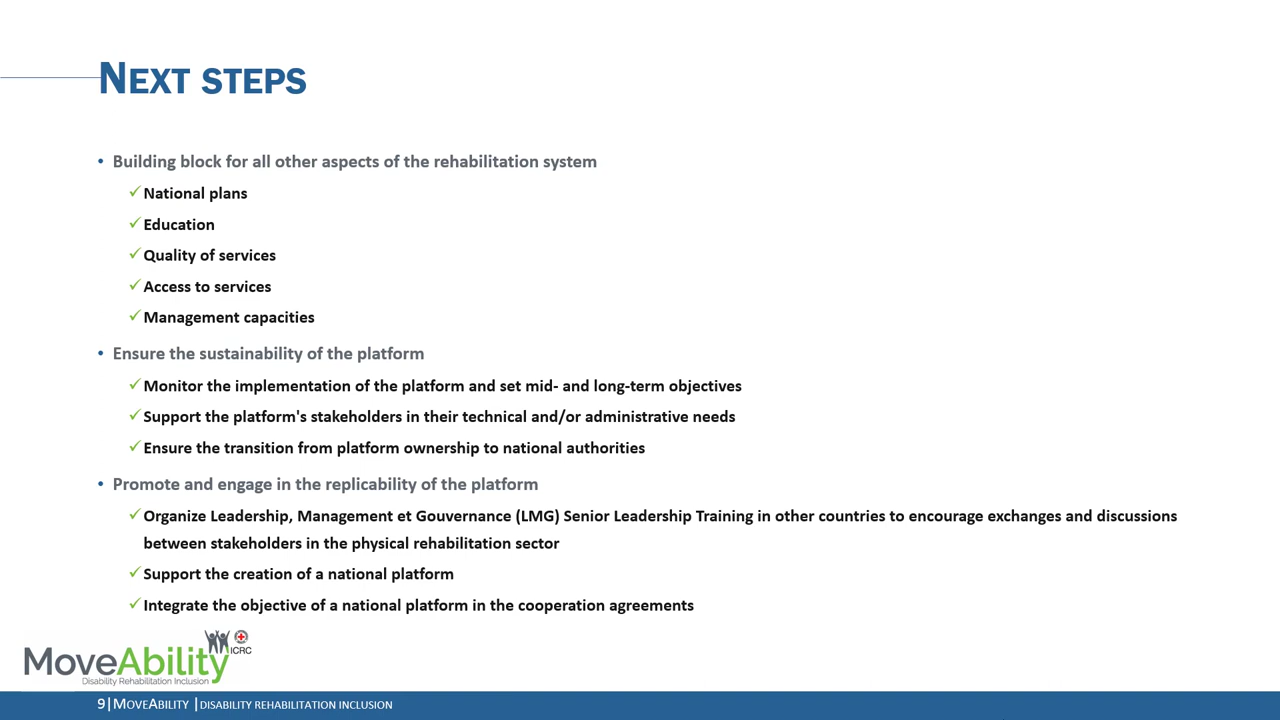 NEXT STEPS
• Building block for all other aspects of the rehabilitation system
✓National plans
✓Education
✓Quality of services
✓Access to services
✓Management capacities
• Ensure the sustainability of the platform
✓Monitor the implementation of the platform and set mid- and long-term objectives
✓Support the platform's stakeholders in their technical and/or administrative needs
✓Ensure the transition from platform ownership to national authorities
• Promote and engage in the replicability of the platform
✓Organize Leadership, Management et Gouvernance (LMG) Senior Leadership Training in other countries to encourage exchanges and discussions
between stakeholders in the physical rehabilitation sector
✓Support the creation of a national platform
✓Integrate the objective of a national platform in the cooperation agreements
ICRC
MoveAbility
Disability Rehabilitation Inclusion
9|MOVEABILITY |DISABILITY REHABILITATION INCLUSION